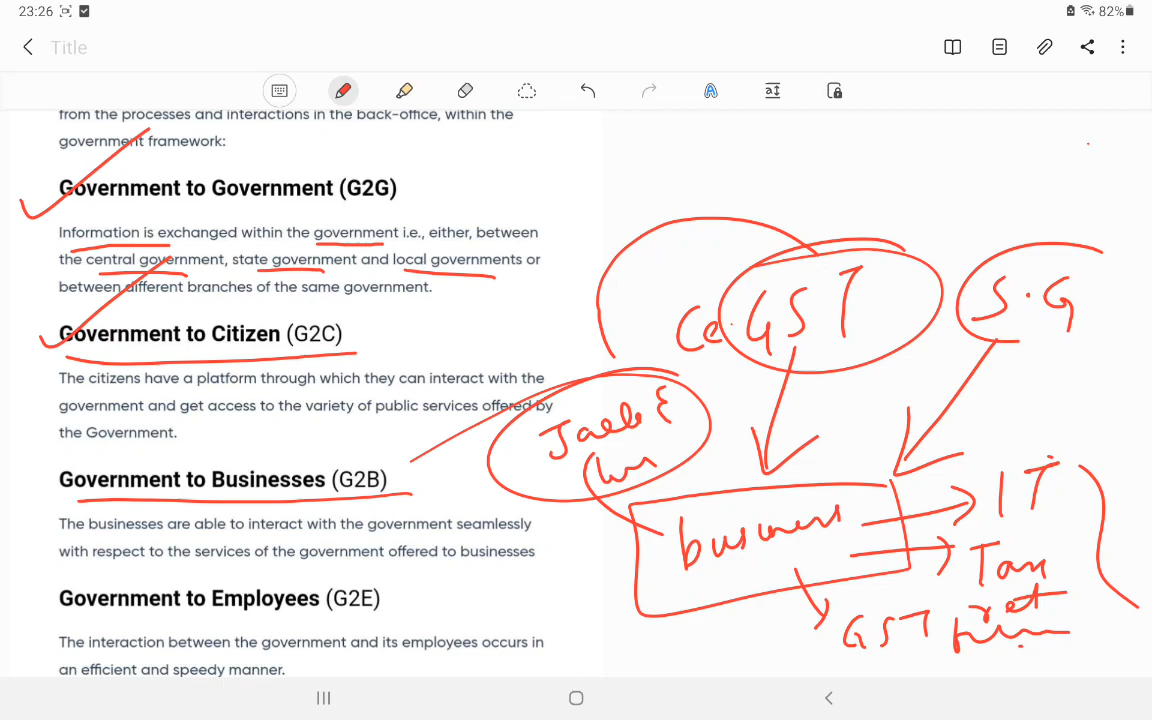 23:26
82%
Title
from the processes and interactions in the back-office, within the
government framework:
Government to Government (G2G)
Information is exchanged within the government i.e., either, between
the central government, state government and local governments or
between different branches of the same government.
Government to Citizen (G2C)
The citizens have a platform through which they can interact with the
government and get access to the variety of public services offered by
the Government.
Government to Businesses (G2B)
The businesses are able to interact with the government seamlessly
with respect to the services of the government offered to businesses
Government to Employees (G2E)
The interaction between the government and its employees occurs in
an efficient and speedy manner.
GST
S.G
business
IT
Tax
ret
GST